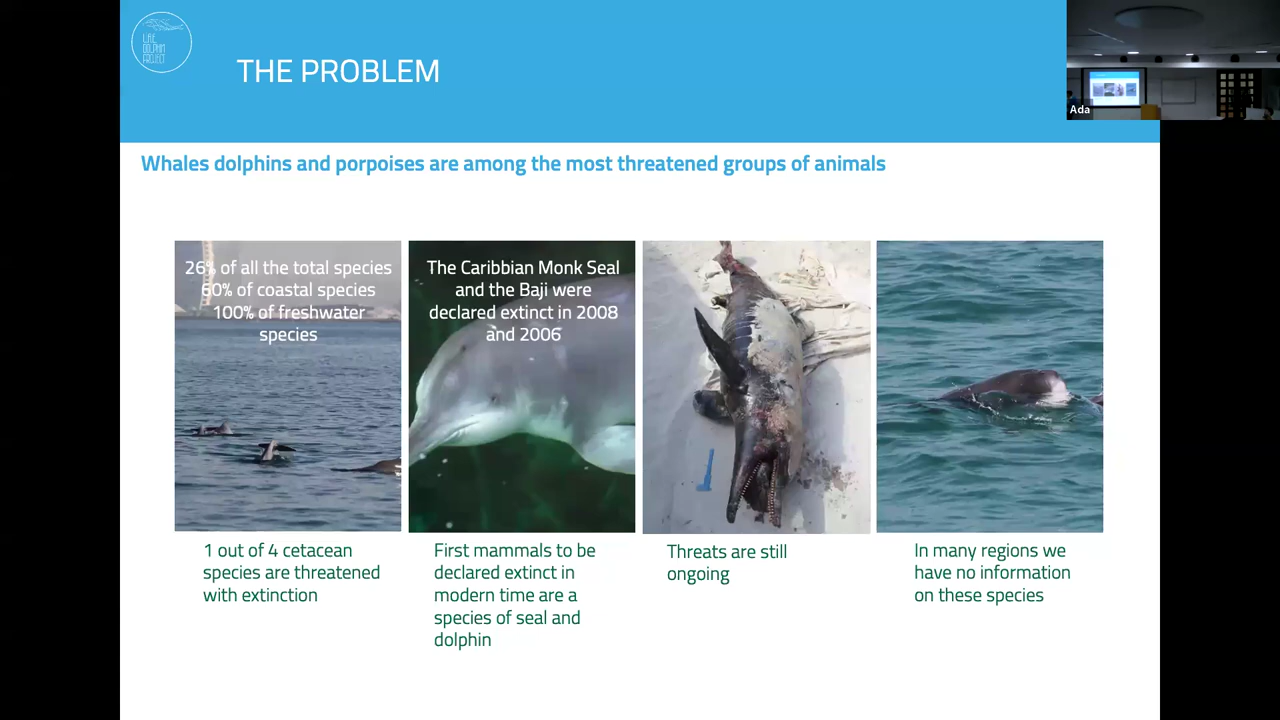 UAE
DOLPHIN
PROJECT
THE PROBLEM
Ada
Whales dolphins and porpoises are among the most threatened groups of animals
26% of all the total species
60% of coastal species
100% of freshwater
species
The Caribbian Monk Seal
and the Baji were
declared extinct in 2008
and 2006
1 out of 4 cetacean
species are threatened
with extinction
First mammals to be
declared extinct in
modern time are a
species of seal and
dolphin
Threats are still
ongoing
In many regions we
have no information
on these species